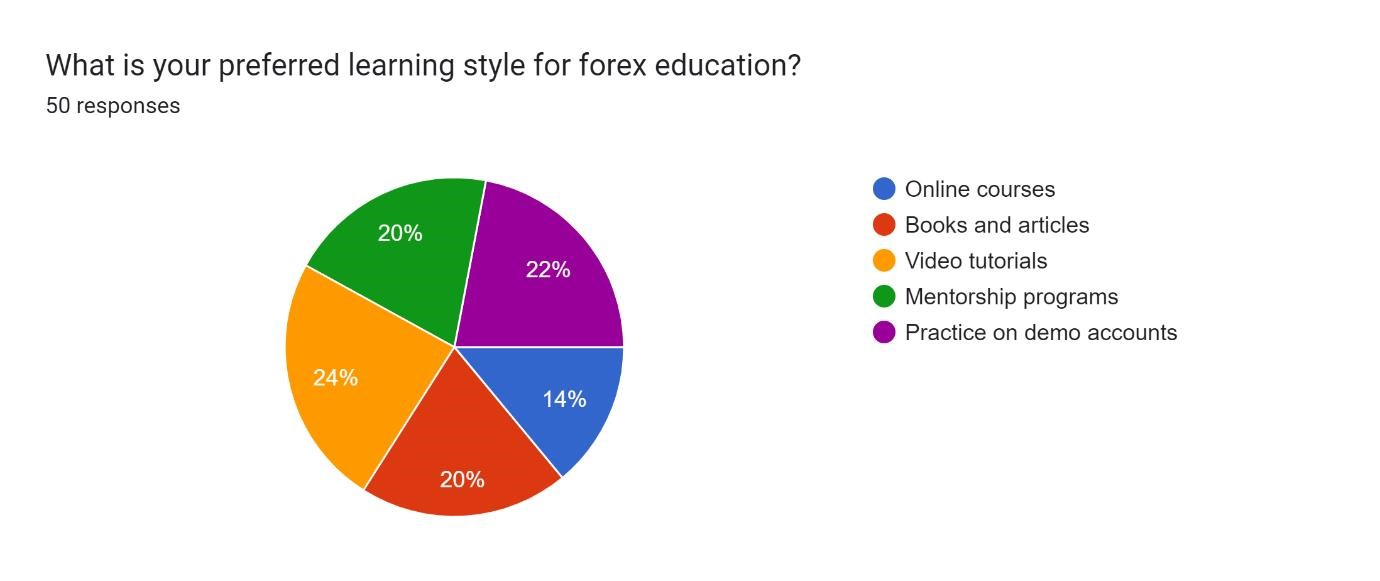 What is your preferred learning style for forex education?
50 responses
20%
22%
24%
14%
20%
Online courses
Books and articles
Video tutorials
Mentorship programs
Practice on demo accounts